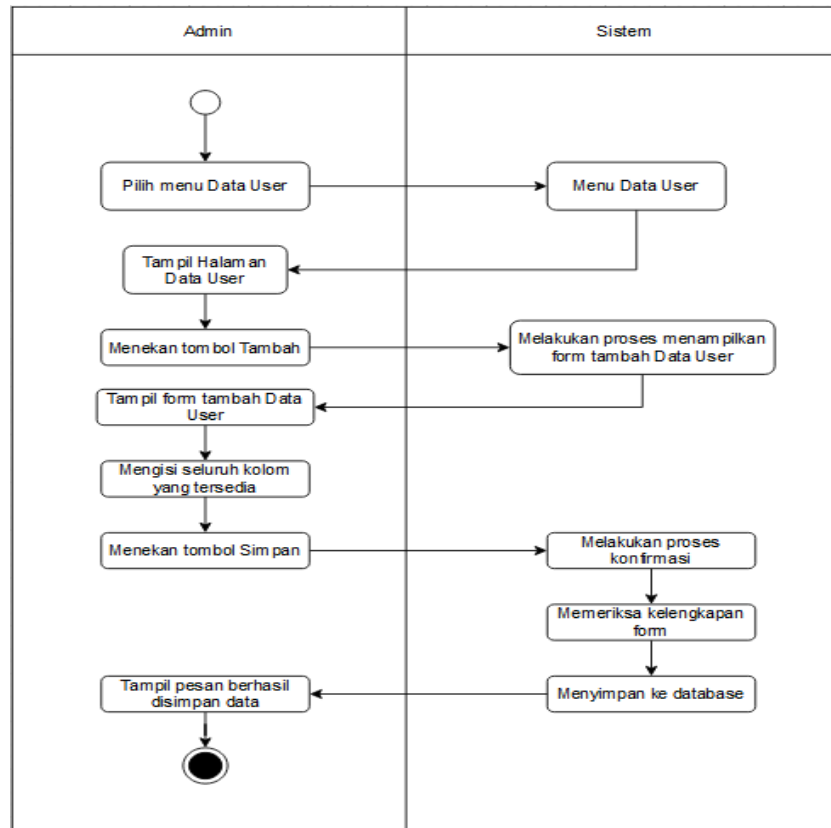 Admin
Sistem
Pilih menu Data User
Menu Data User
Tampil Halaman
Data User
Menekan tombol Tambah
Melakukan proses menampilkan
form tambah Data User
Tampil form tambah Data
User
Mengisi seluruh kolom
yang tersedia
Menekan tombol Simpan
Melakukan proses
konfirmasi
Memeriksa kelengkapan
form
Menyimpan ke database
Tampil pesan berhasil
disimpan data